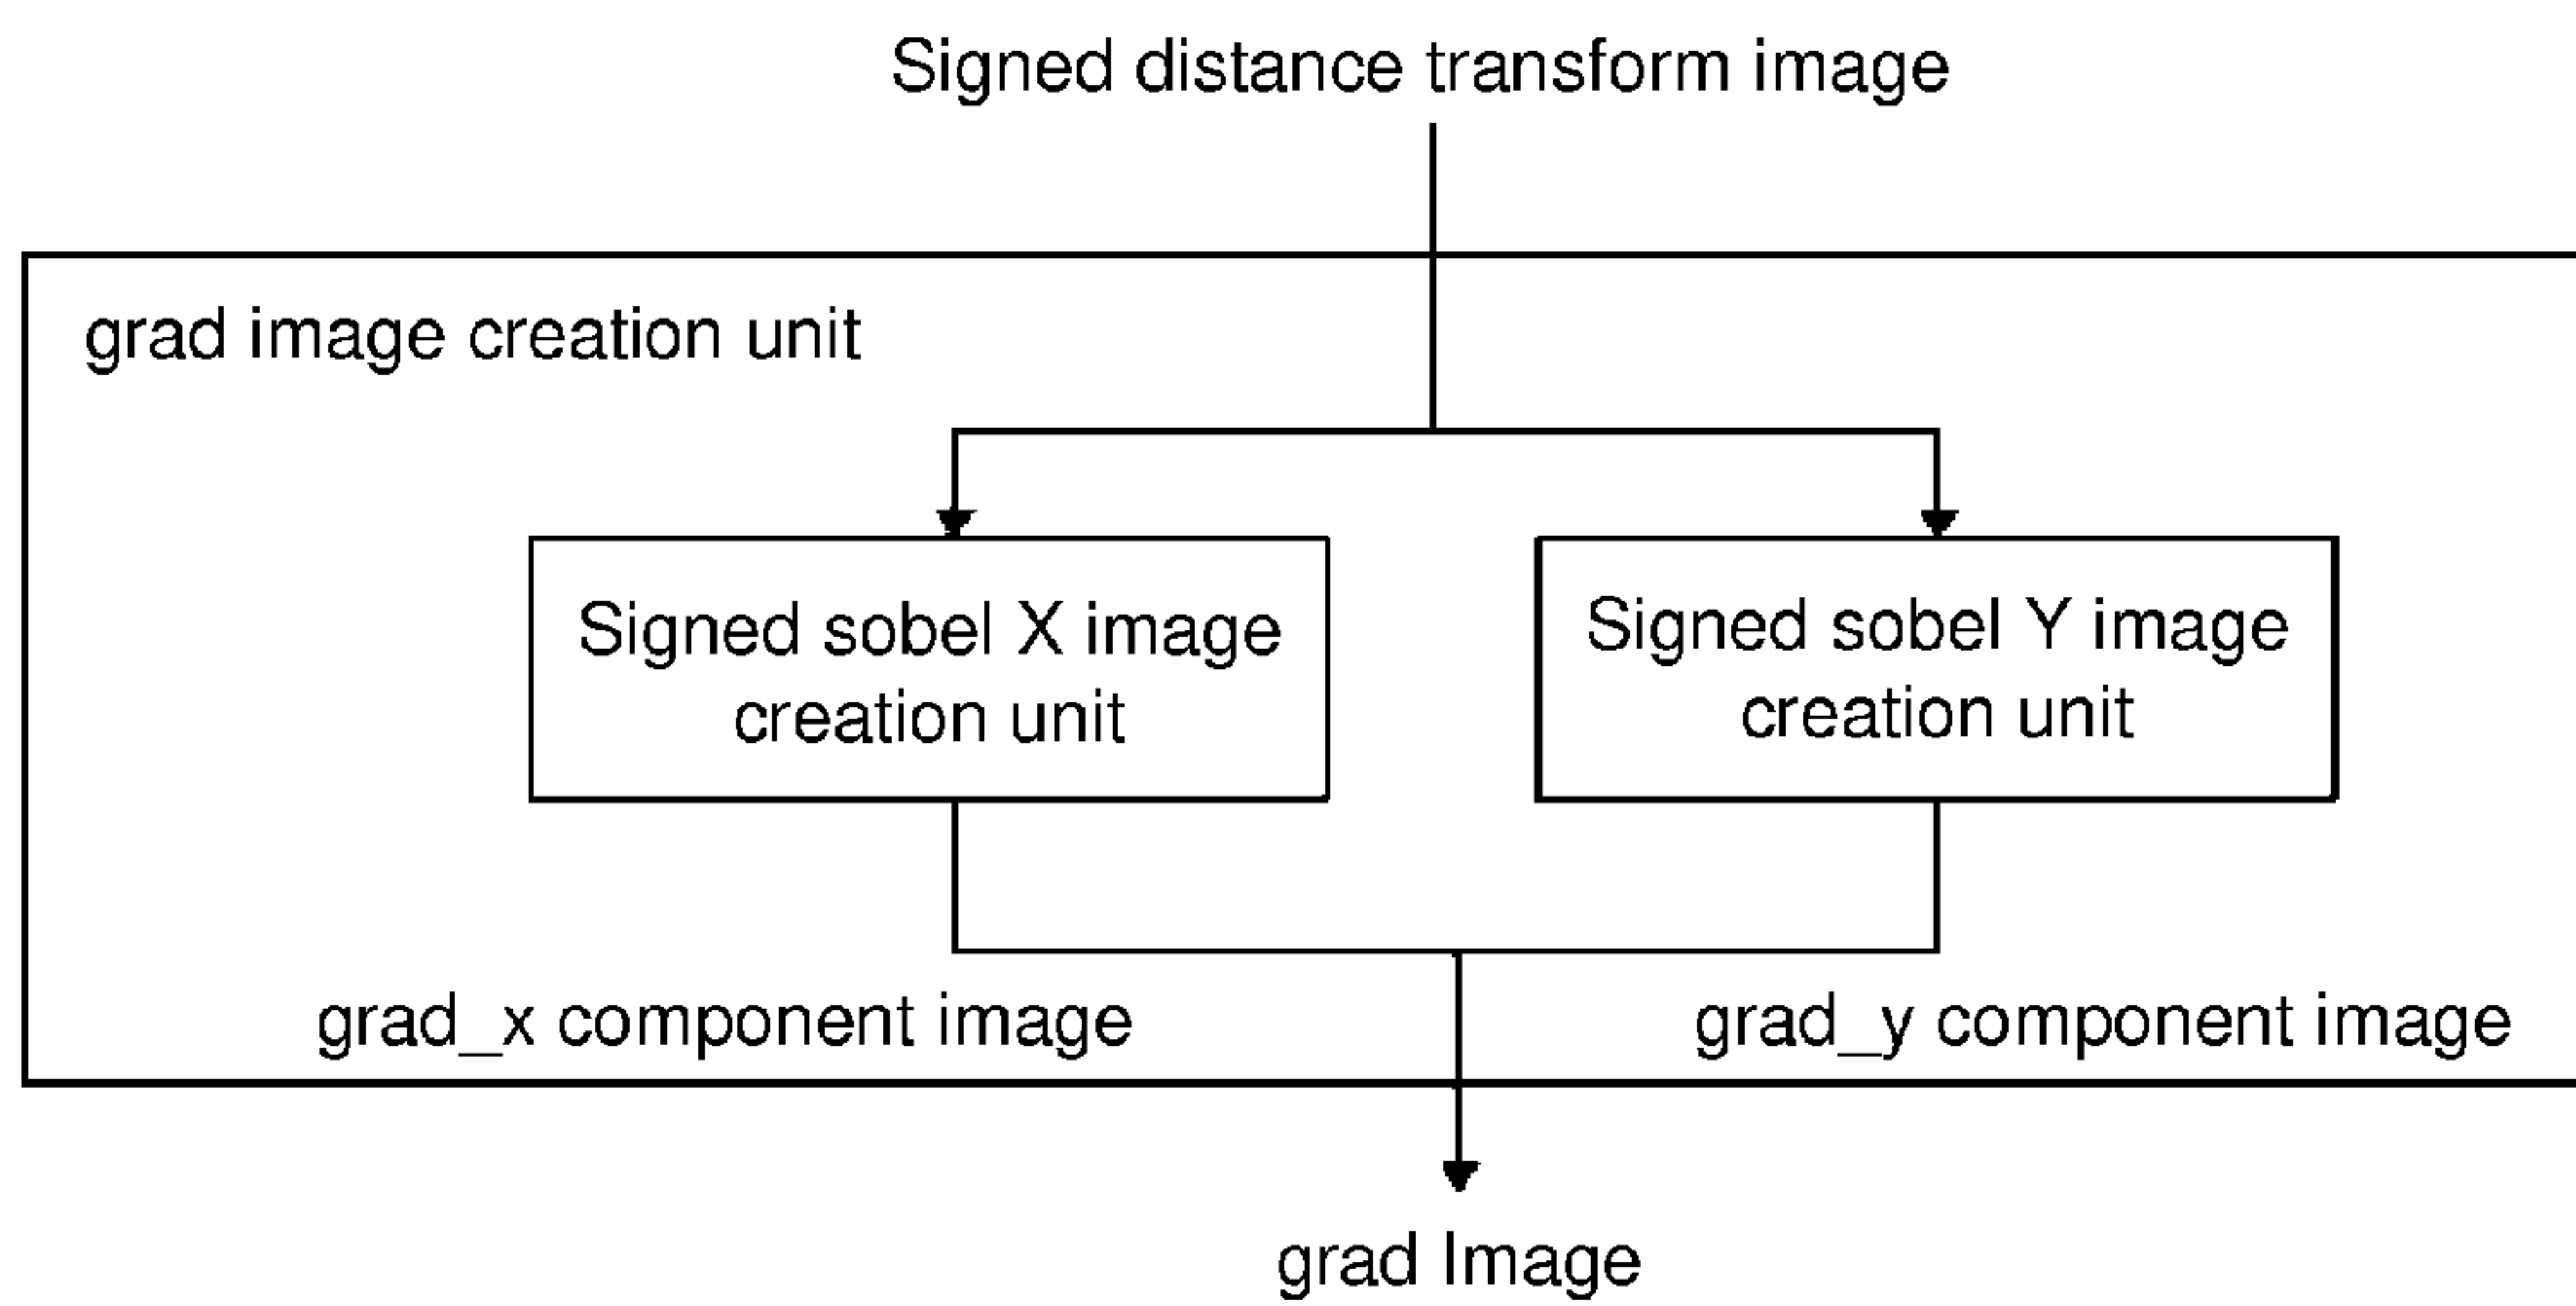 Signed distance transform image
grad image creation unit
Signed sobel X image
creation unit
Signed sobel Y image
creation unit
grad_x component image
grad_y component image
grad Image